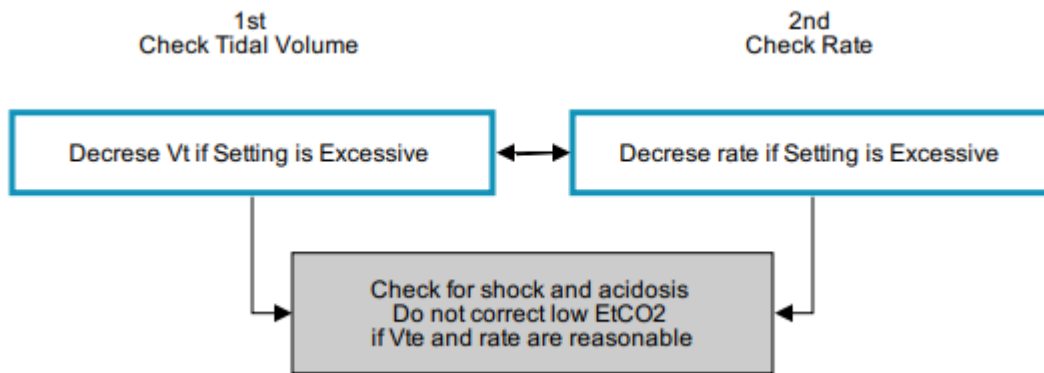 1st
Check Tidal Volume
2nd
Check Rate
Decrese Vt if Setting is Excessive
Decrese rate if Setting is Excessive
Check for shock and acidosis
Do not correct low EtCO2
if Vte and rate are reasonable